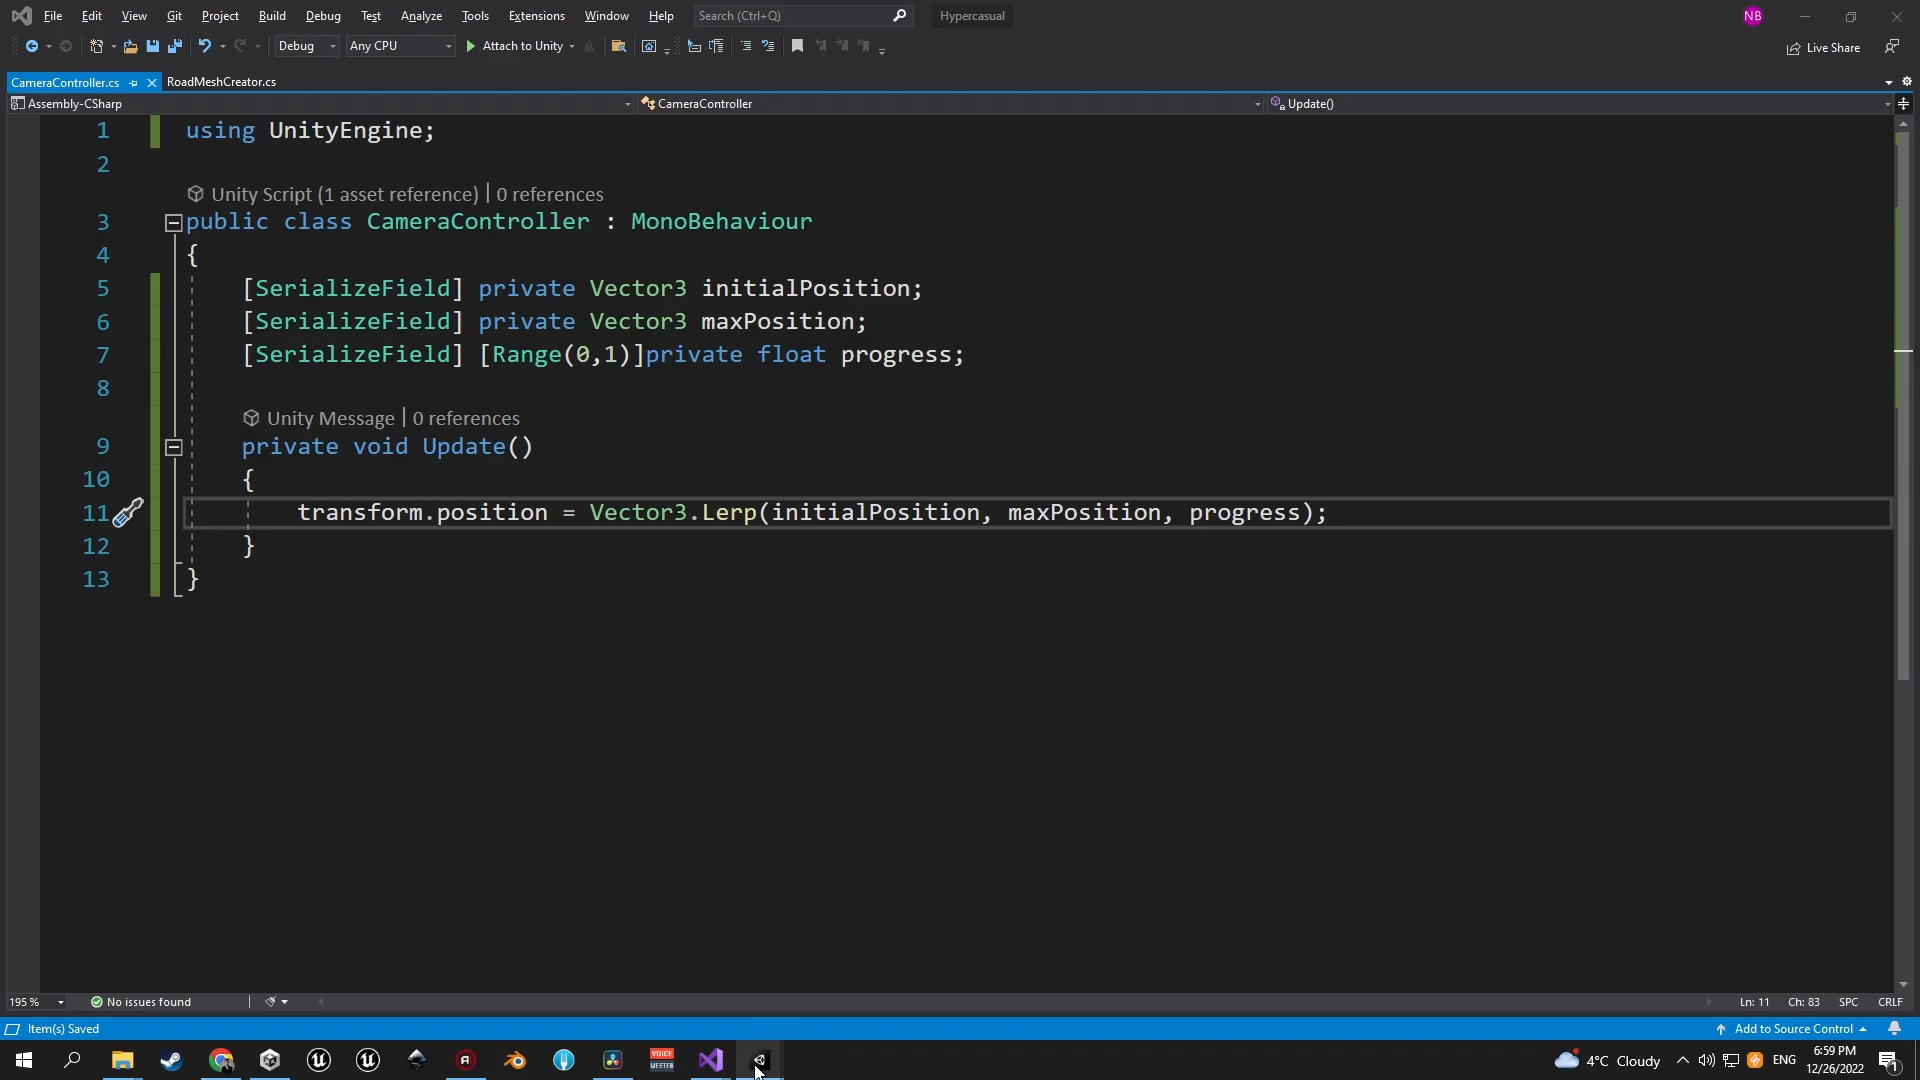 File Edit View Git Project Build Debug Test Analyze Tools Extensions Window Help Search (Ctrl+Q) Hypercasual NB
Debug Any CPU Attach to Unity Live Share
CameraController.cs RoadMeshCreator.cs
Assembly-CSharp CameraController Update()
1 using UnityEngine;
2
Unity Script (1 asset reference) | 0 references
3 public class CameraController : MonoBehaviour
4 {
5 [SerializeField] private Vector3 initialPosition;
6 [SerializeField] private Vector3 maxPosition;
7 [SerializeField] [Range(0,1)]private float progress;
8
Unity Message | 0 references
9 private void Update()
10 {
11 transform.position = Vector3.Lerp(initialPosition, maxPosition, progress);
12 }
13 }
195 % No issues found Ln: 11 Ch: 83 SPC CRLF
Item(s) Saved Add to Source Control
VOICE
MEETER
4°C Cloudy ENG
6:59 PM
12/26/2022
1